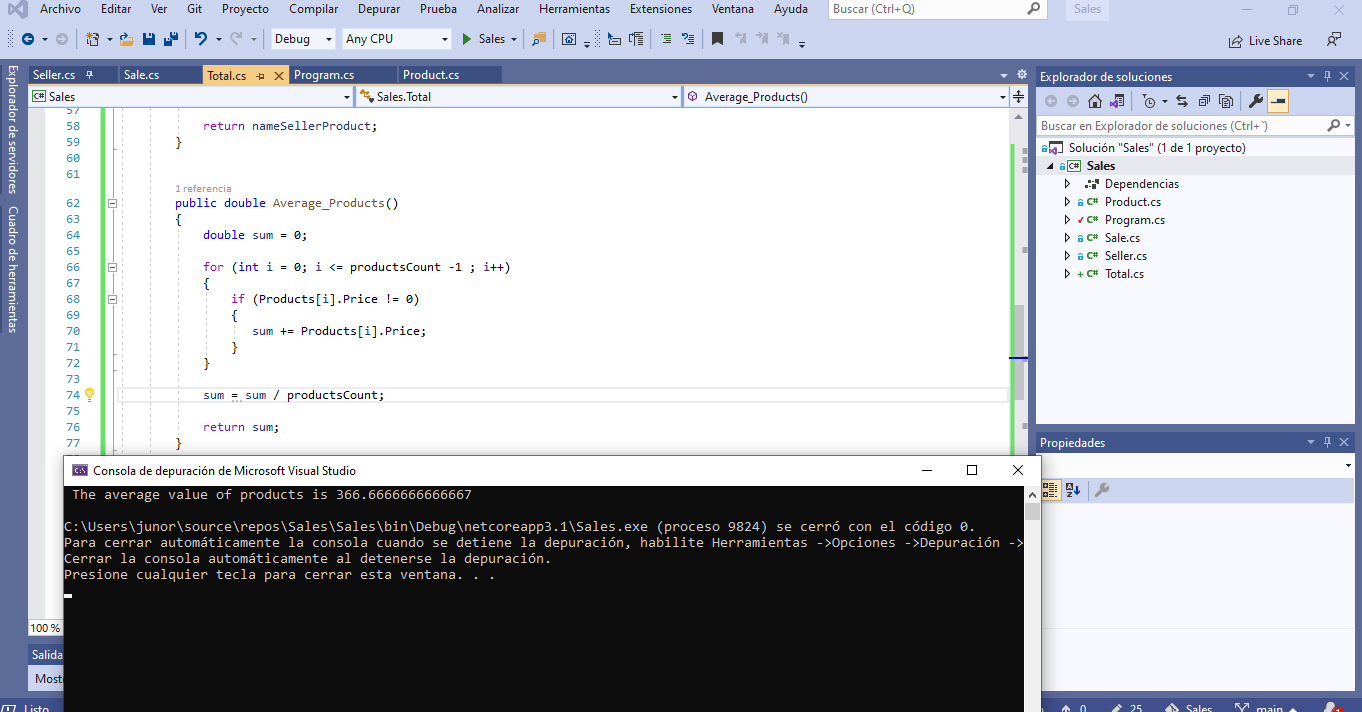 Archivo Editar Ver Git Proyecto Compilar Depurar Prueba Analizar Herramientas Extensiones Ventana Ayuda Buscar (Ctrl+Q) Sales
Debug Any CPU Sales Live Share
Explorador de servidores
Cuadro de herramientas
Seller.cs Sale.cs Total.cs Program.cs Product.cs
Sales Sales.Total Average_Products()
57
58 return nameSellerProduct;
59 }
60
61
1 referencia
62 public double Average_Products()
63 {
64 double sum = 0;
65
66 for (int i = 0; i <= productsCount -1 ; i++)
67 {
68 if (Products[i].Price != 0)
69 {
70 sum += Products[i].Price;
71 }
72 }
73
74 sum = sum / productsCount;
75
76 return sum;
77 }
100 %
Salida
Listo
Consola de depuración de Microsoft Visual Studio
The average value of products is 366.6666666666667
C:\Users\junor\source\repos\Sales\Sales\bin\Debug\netcoreapp3.1\Sales.exe (proceso 9824) se cerró con el código 0.
Para cerrar automáticamente la consola cuando se detiene la depuración, habilite Herramientas ->Opciones ->Depuración ->
Cerrar la consola automáticamente al detenerse la depuración.
Presione cualquier tecla para cerrar esta ventana. . .
Explorador de soluciones
Buscar en Explorador de soluciones (Ctrl+`)
Solución "Sales" (1 de 1 proyecto)
C# Sales
Dependencias
C# Product.cs
C# Program.cs
C# Sale.cs
C# Seller.cs
C# Total.cs
Propiedades
0 25 Sales main 1